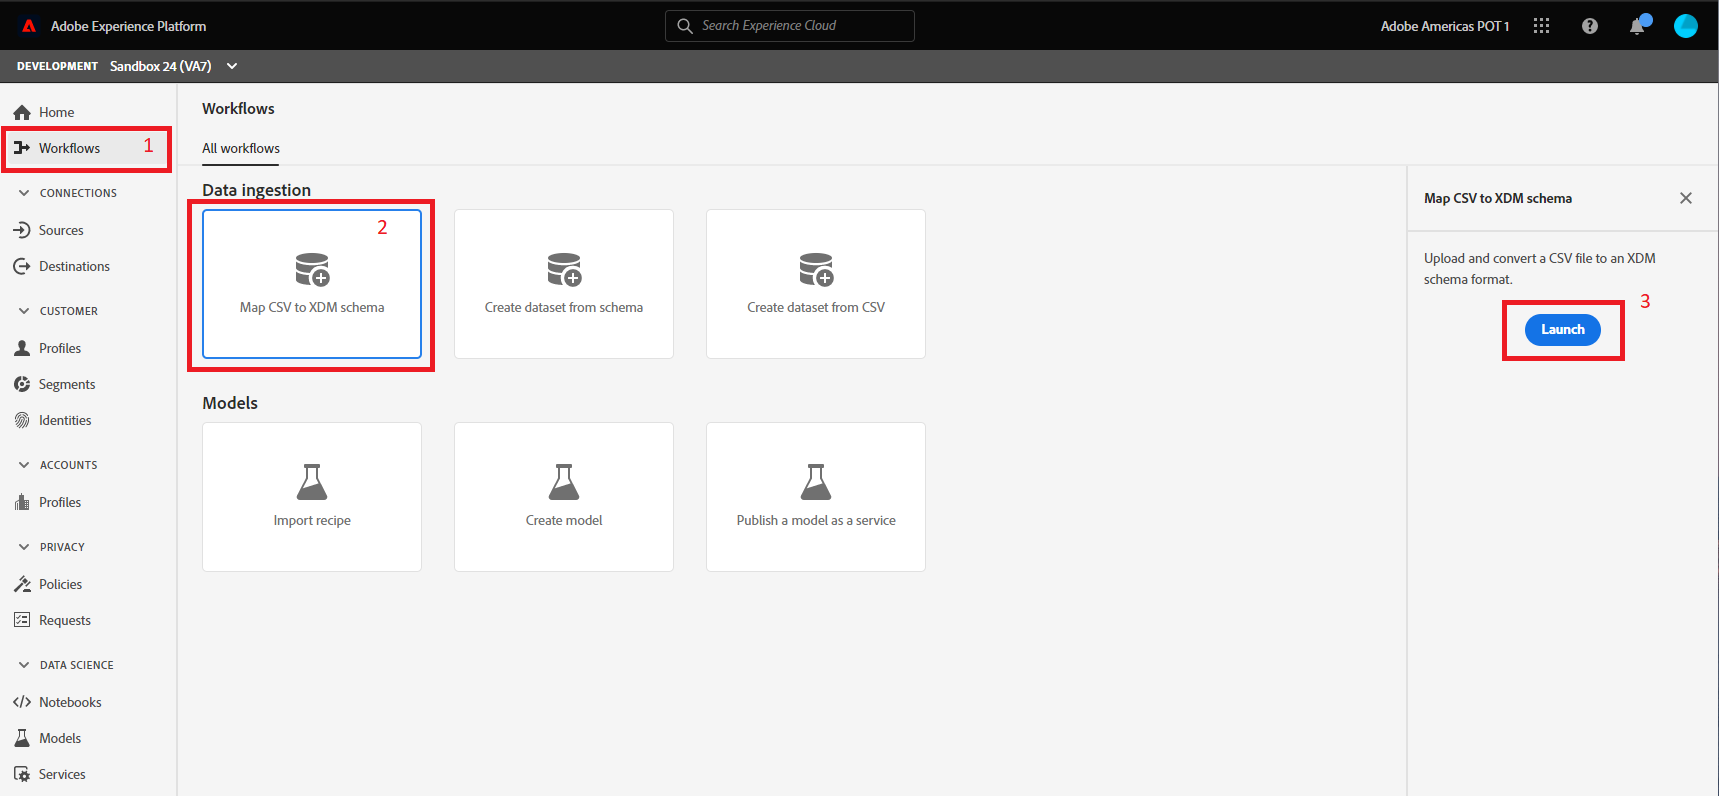 Adobe Experience Platform
Search Experience Cloud
Adobe Americas POT 1
DEVELOPMENT Sandbox 24 (VA7)
Home
Workflows 1
CONNECTIONS
Sources
Destinations
CUSTOMER
Profiles
Segments
Identities
ACCOUNTS
Profiles
PRIVACY
Policies
Requests
DATA SCIENCE
Notebooks
Models
Services
Workflows
All workflows
Data ingestion
2
Map CSV to XDM schema
Create dataset from schema
Create dataset from CSV
Models
Import recipe
Create model
Publish a model as a service
Map CSV to XDM schema
Upload and convert a CSV file to an XDM
schema format.
3
Launch